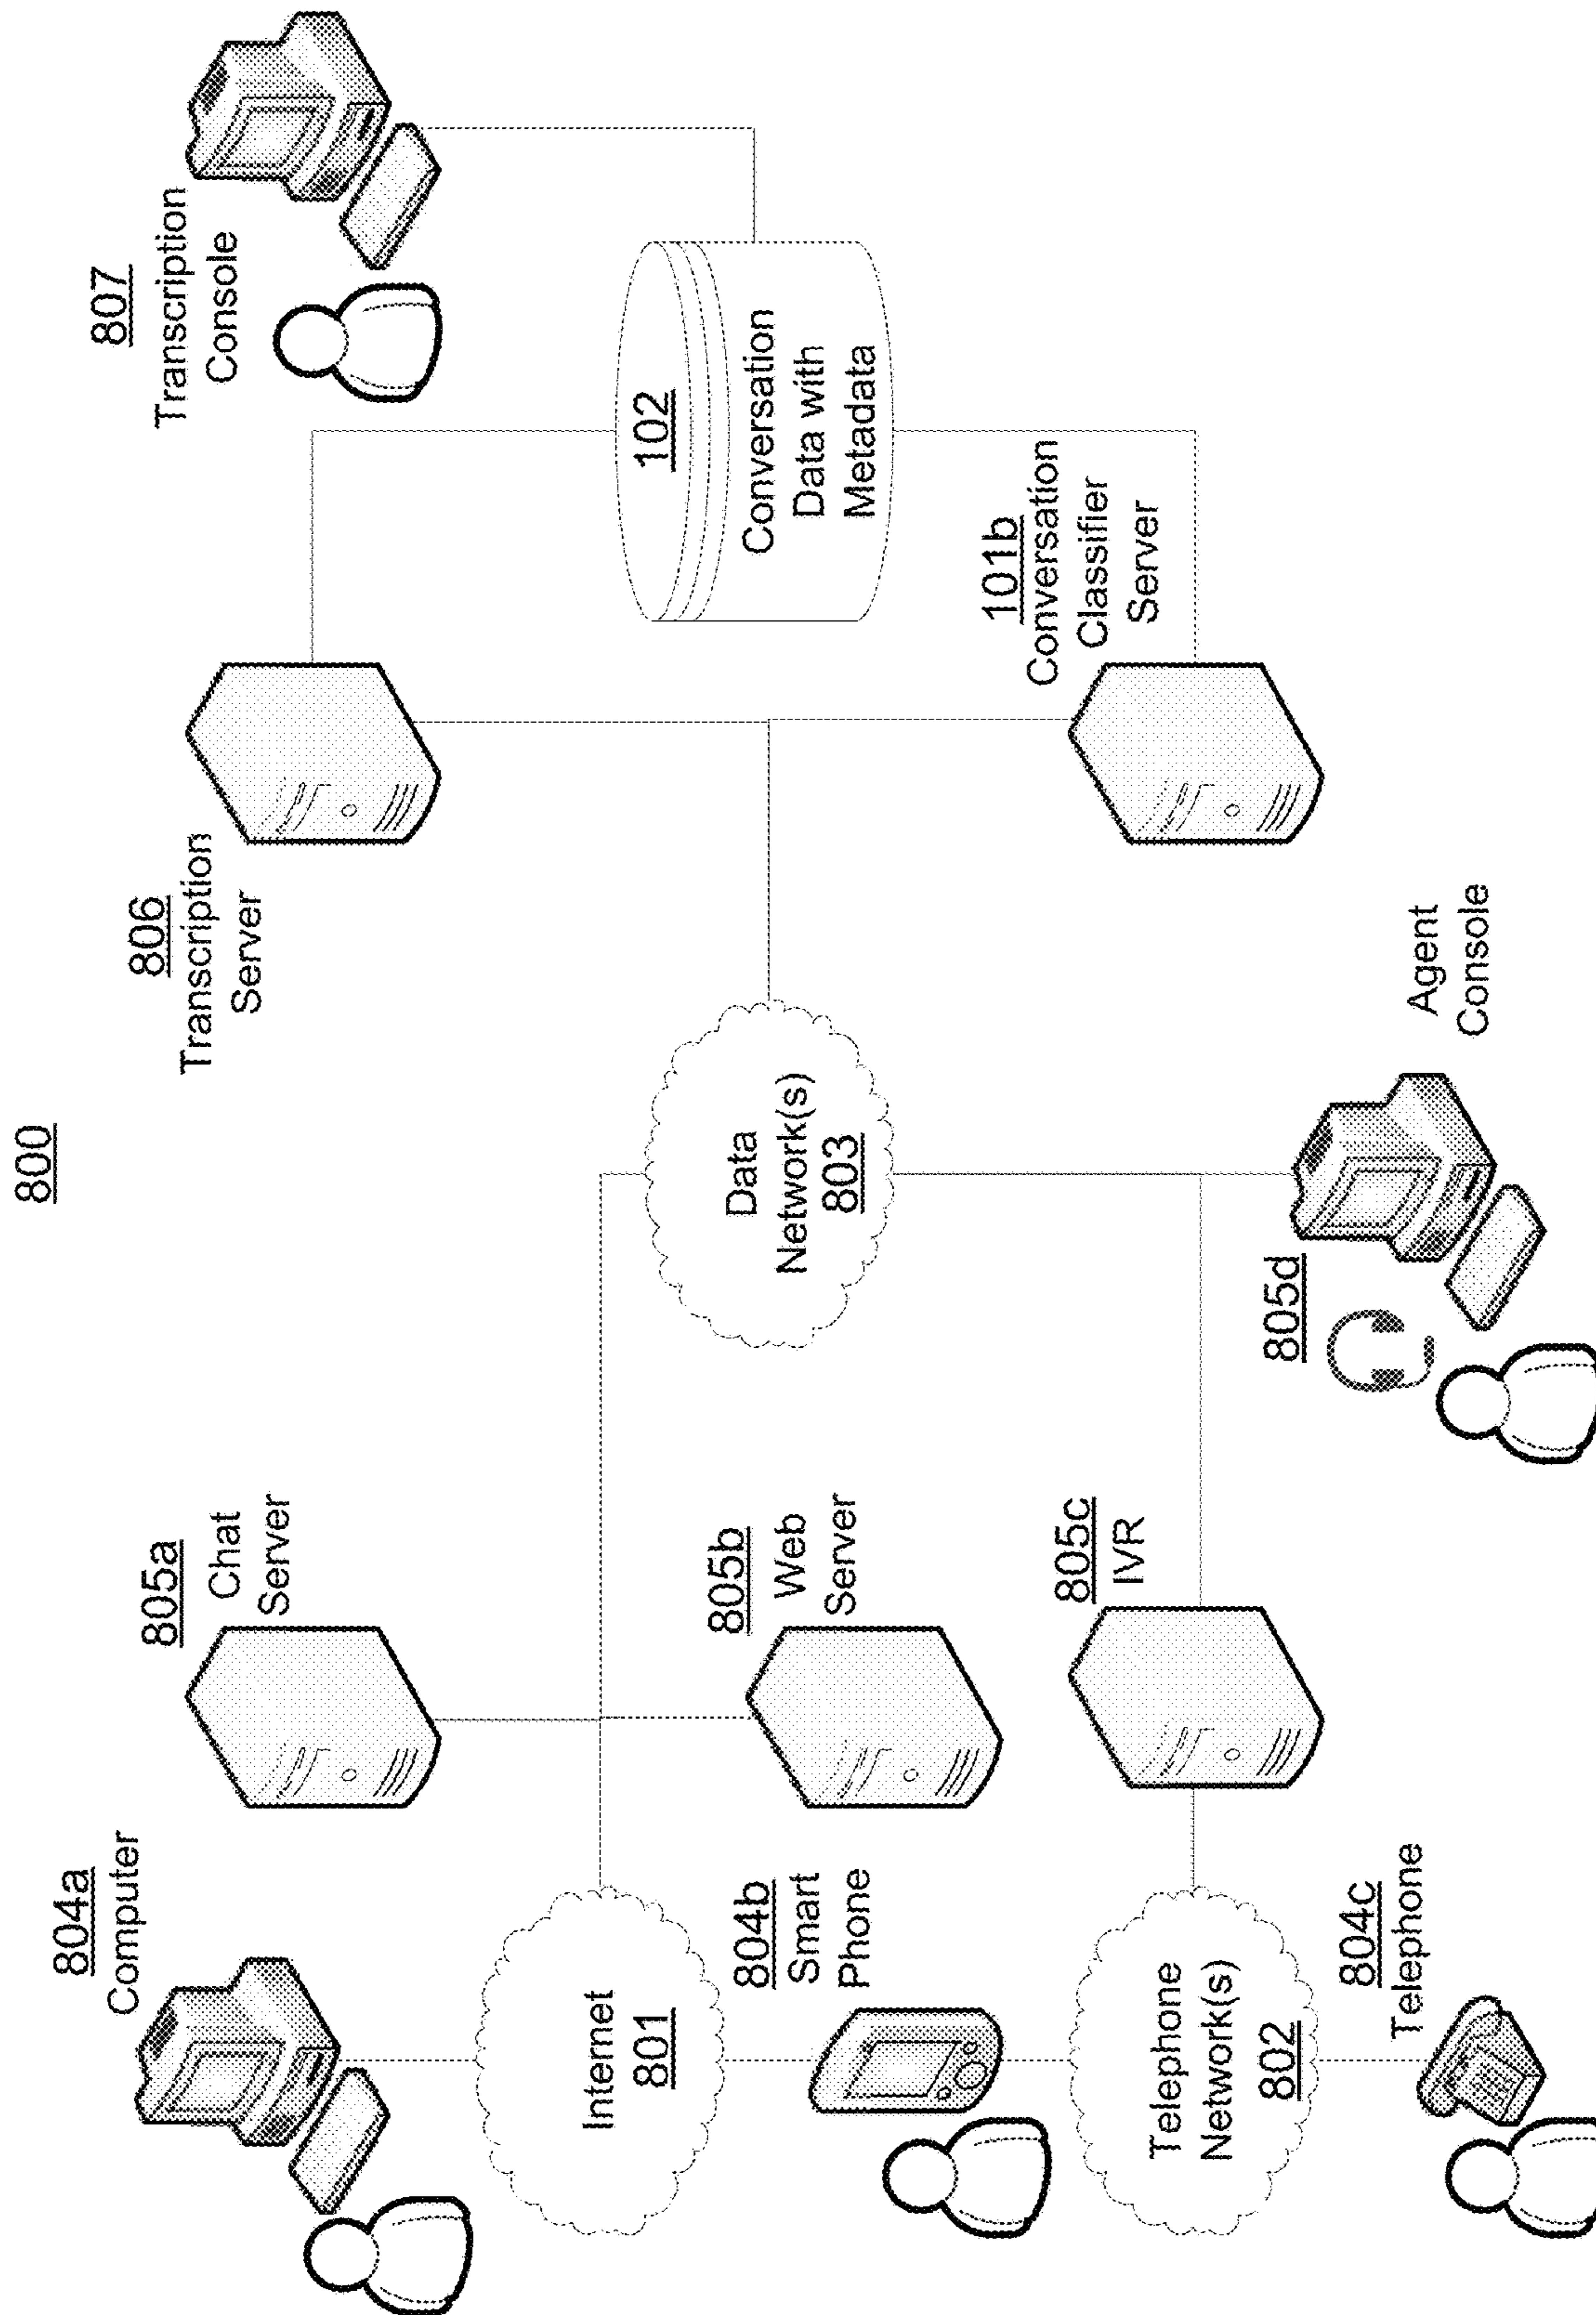 800
804a
Computer
805a
Chat
Server
806
Transcription
Server
807
Transcription
Console
Internet
801
804b
Smart
Phone
805b
Web
Server
Data
Network(s)
803
102
Conversation
Data with
Metadata
101b
Conversation
Classifier
Server
Telephone
Network(s)
802
805c
IVR
804c
Telephone
805d
Agent
Console